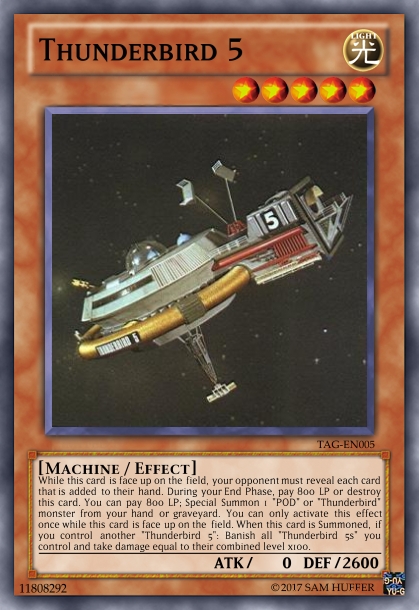 THUNDERBIRD 5
LIGHT
光
5
THUNDERBIRD 5
TAG-EN005
[MACHINE / EFFECT]
While this card is face up on the field, your opponent must reveal each card
that is added to their hand. During your End Phase, pay 800 LP or destroy
this card. You can pay 800 LP; Special Summon 1 "POD" or "Thunderbird"
monster from your hand or graveyard. You can only activate this effect
once while this card is face up on the field. When this card is Summoned, if
you control another "Thunderbird 5": Banish all "Thunderbird 5s" you
control and take damage equal to their combined level x100.
ATK / 0 DEF / 2600
11808292
©2017 SAM HUFFER